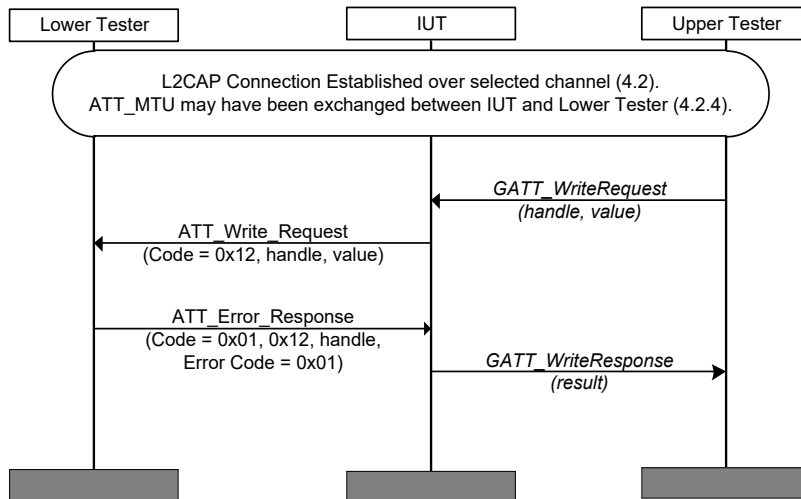 Lower Tester
IUT
Upper Tester
L2CAP Connection Established over selected channel (4.2).
ATT_MTU may have been exchanged between IUT and Lower Tester (4.2.4).
GATT_WriteRequest
(handle, value)
ATT_Write_Request
(Code = 0x12, handle, value)
ATT_Error_Response
(Code = 0x01, 0x12, handle,
Error Code = 0x01)
GATT_WriteResponse
(result)